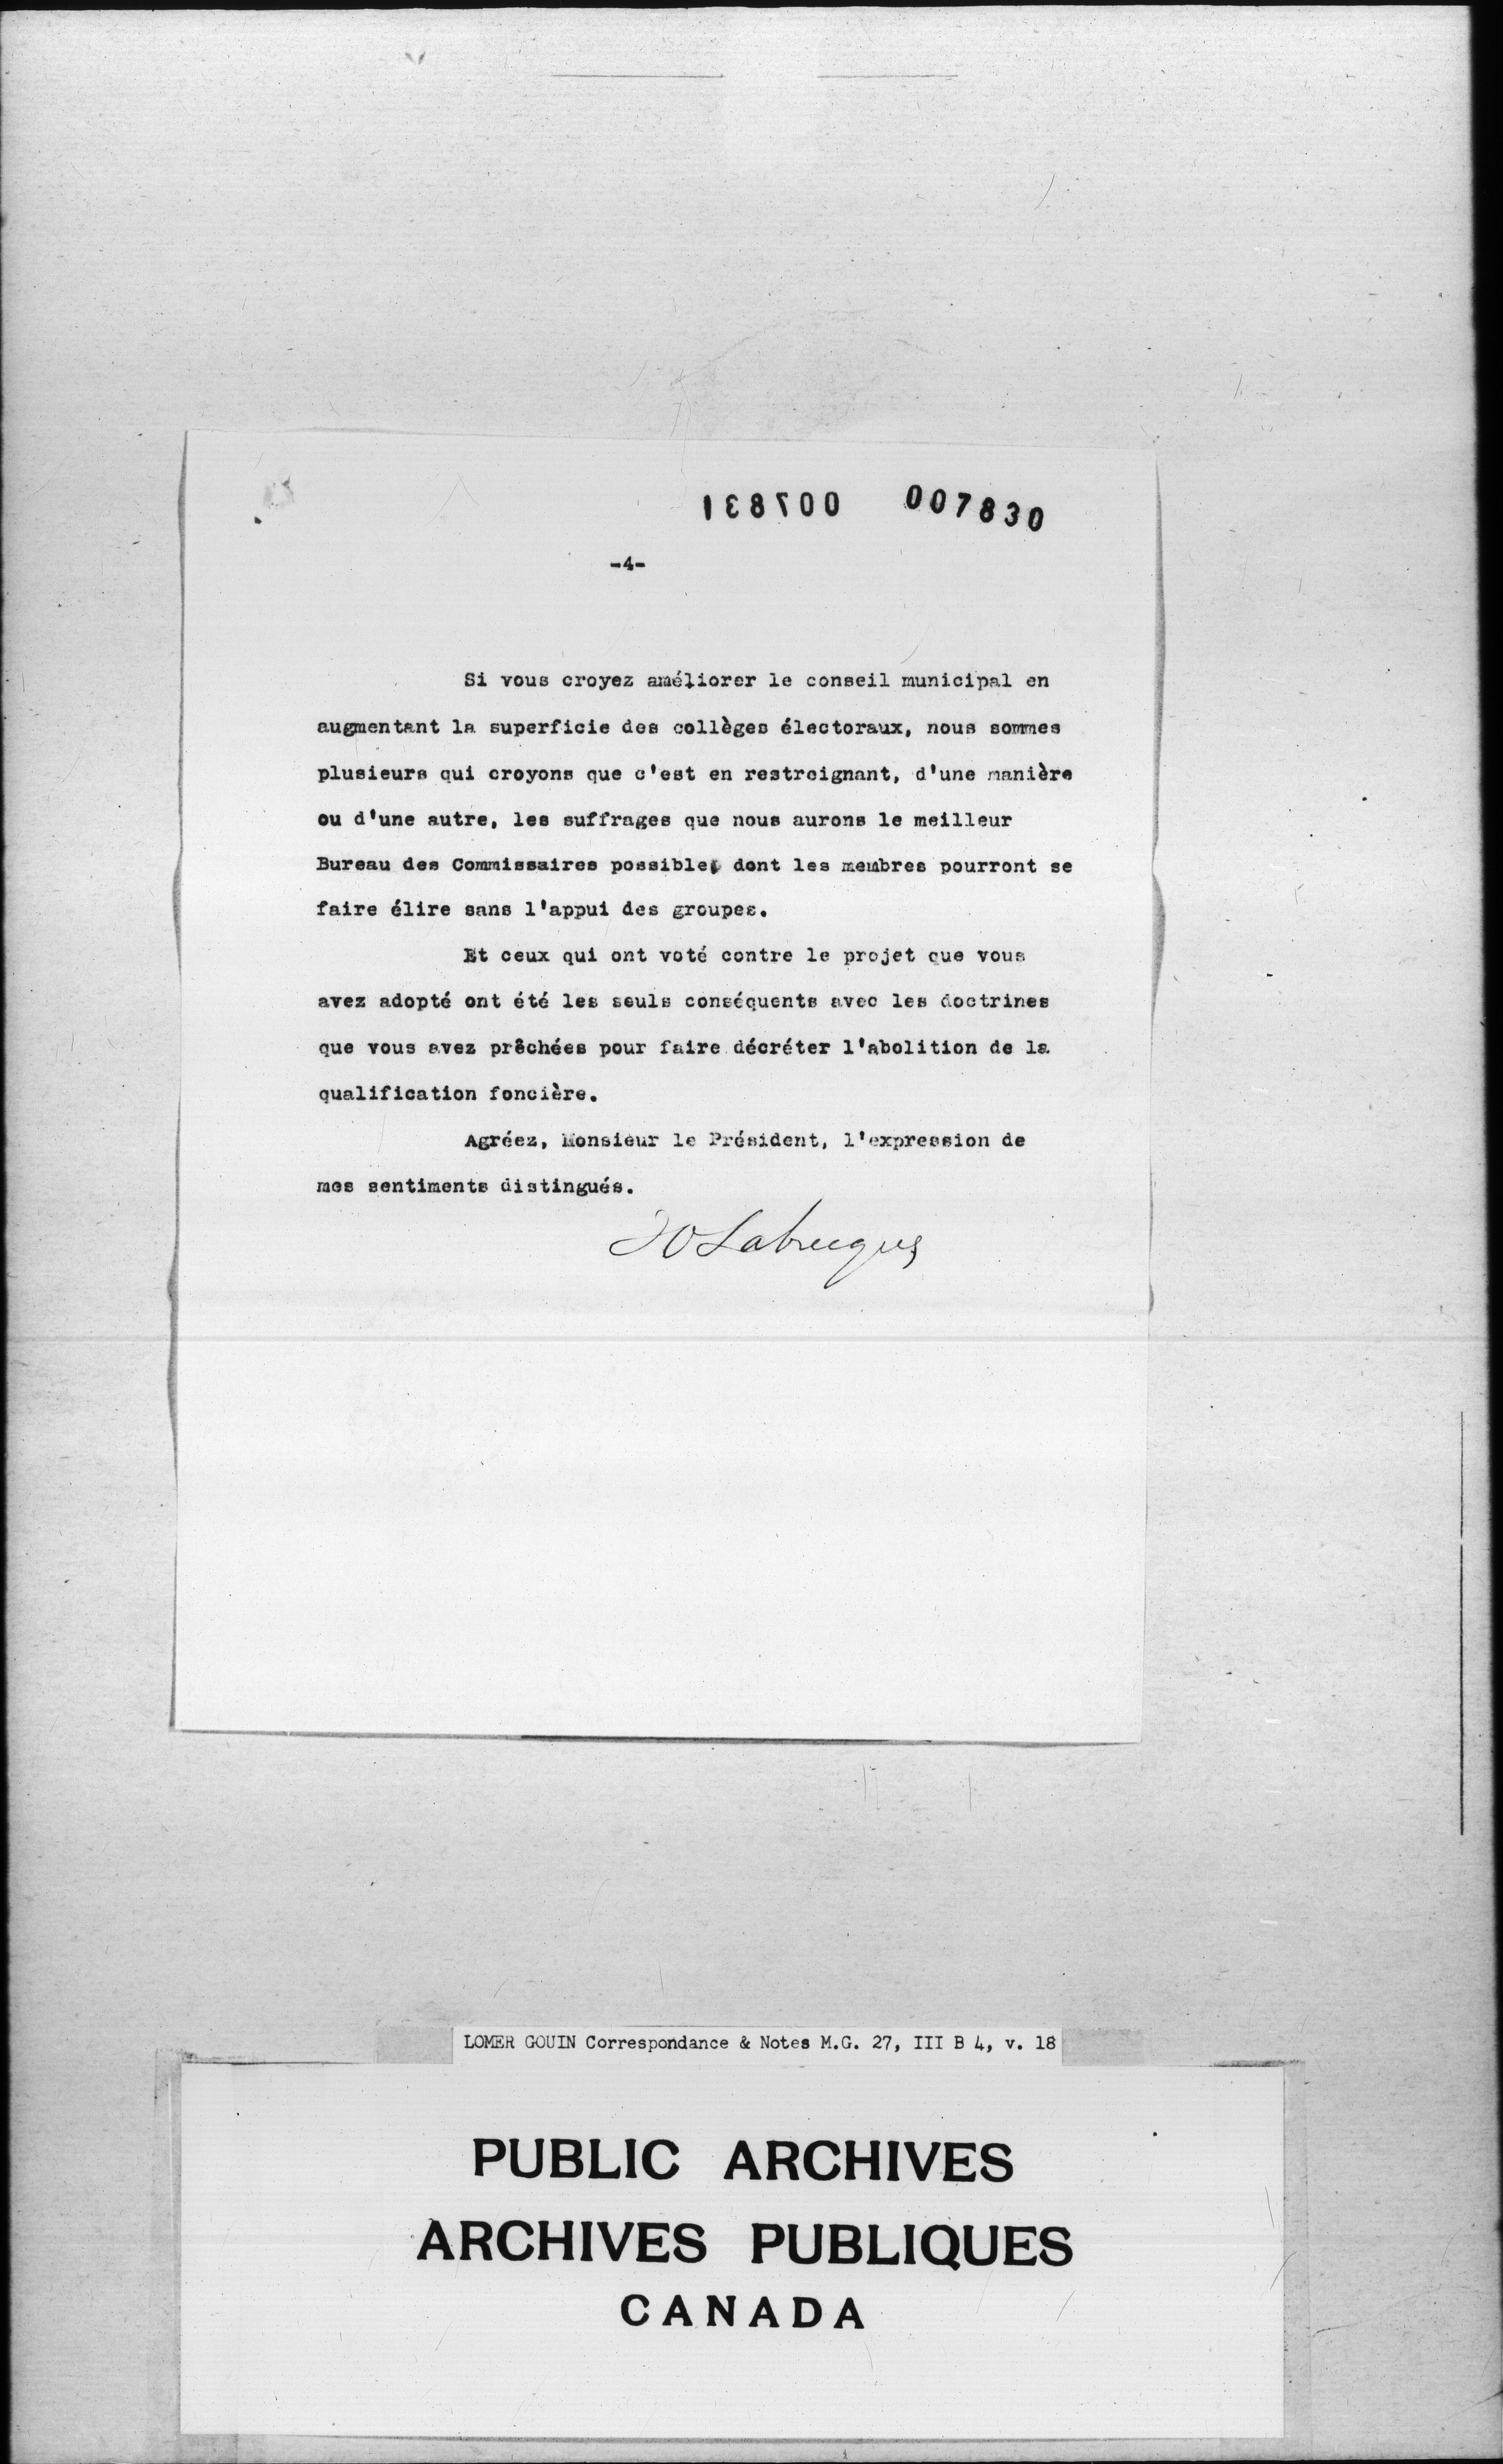 007831 007830
-4-
Si vous croyez améliorer le conseil municipal en
augmentant la superficie des collèges électoraux, nous sommes
plusieurs qui croyons que c'est en restreignant, d'une manière
ou d'une autre, les suffrages que nous aurons le meilleur
Bureau des Commissaires possible, dont les membres pourront se
faire élire sans l'appui des groupes.
Et ceux qui ont voté contre le projet que vous
avez adopté ont été les seuls conséquents avec les doctrines
que vous avez prêchées pour faire décréter l'abolition de la
qualification foncière.
Agréez, Monsieur le Président, l'expression de
mes sentiments distingués.
Labrecque
LOMER GOUIN Correspondance & Notes M.G. 27, III B 4, v. 18
PUBLIC ARCHIVES
ARCHIVES PUBLIQUES
CANADA